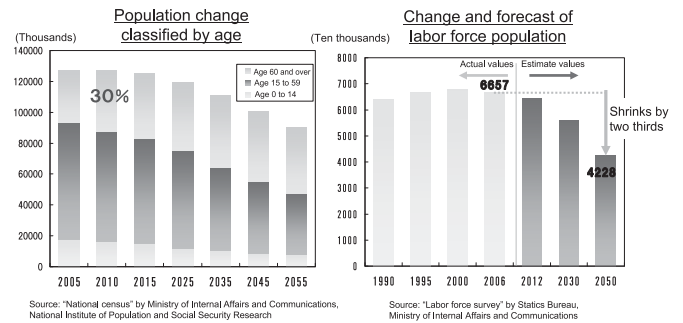 Population change
classified by age
(Thousands)
140000
120000
100000
80000
60000
40000
20000
0
Age 60 and over
Age 15 to 59
Age 0 to 14
30%
2005 2010 2015 2025 2035 2045 2055
Source: “National census” by Ministry of Internal Affairs and Communications,
National Institute of Population and Social Security Research
Change and forecast of
labor force population
(Ten thousands)
8000
7000
6000
5000
4000
3000
2000
1000
0
Actual values Estimate values
6657
Shrinks by
two thirds
4228
1990 1995 2000 2006 2012 2030 2050
Source: “Labor force survey” by Statics Bureau,
Ministry of Internal Affairs and Communications